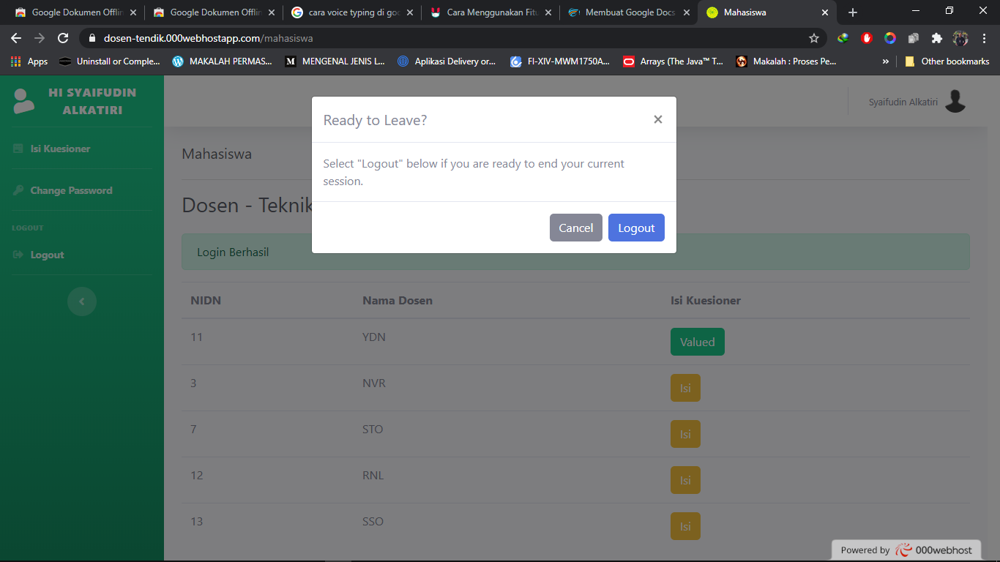 Google Dokumen Offlin
Google Dokumen Offlin
cara voice typing di goo
Cara Menggunakan Fitu
Membuat Google Docs
Mahasiswa
dosen-tendik.000webhostapp.com/mahasiswa
Apps
Uninstall or Comple...
MAKALAH PERMAS...
MENGENAL JENIS L...
Aplikasi Delivery or...
FI-XIV-MWM1750A...
Arrays (The Java™ T...
Makalah : Proses Pe...
»
Other bookmarks
HI SYAIFUDIN
ALKATIRI
Isi Kuesioner
Change Password
LOGOUT
Logout
Syaifudin Alkatiri
Ready to Leave?
×
Select "Logout" below if you are ready to end your current
session.
Cancel
Logout
Mahasiswa
Dosen - Teknik
Login Berhasil
NIDN Nama Dosen Isi Kuesioner
11 YDN Valued
3 NVR Isi
7 STO Isi
12 RNL Isi
13 SSO Isi
Powered by 000webhost